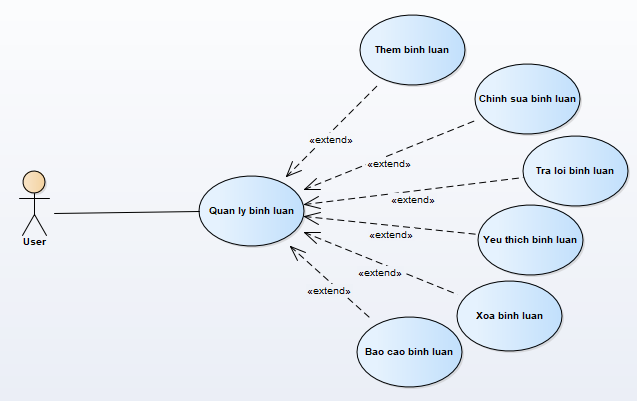 Them binh luan
Chinh sua binh luan
«extend»
«extend»
Tra loi binh luan
«extend»
User
Quan ly binh luan
«extend»
Yeu thich binh luan
«extend»
«extend»
Xoa binh luan
Bao cao binh luan